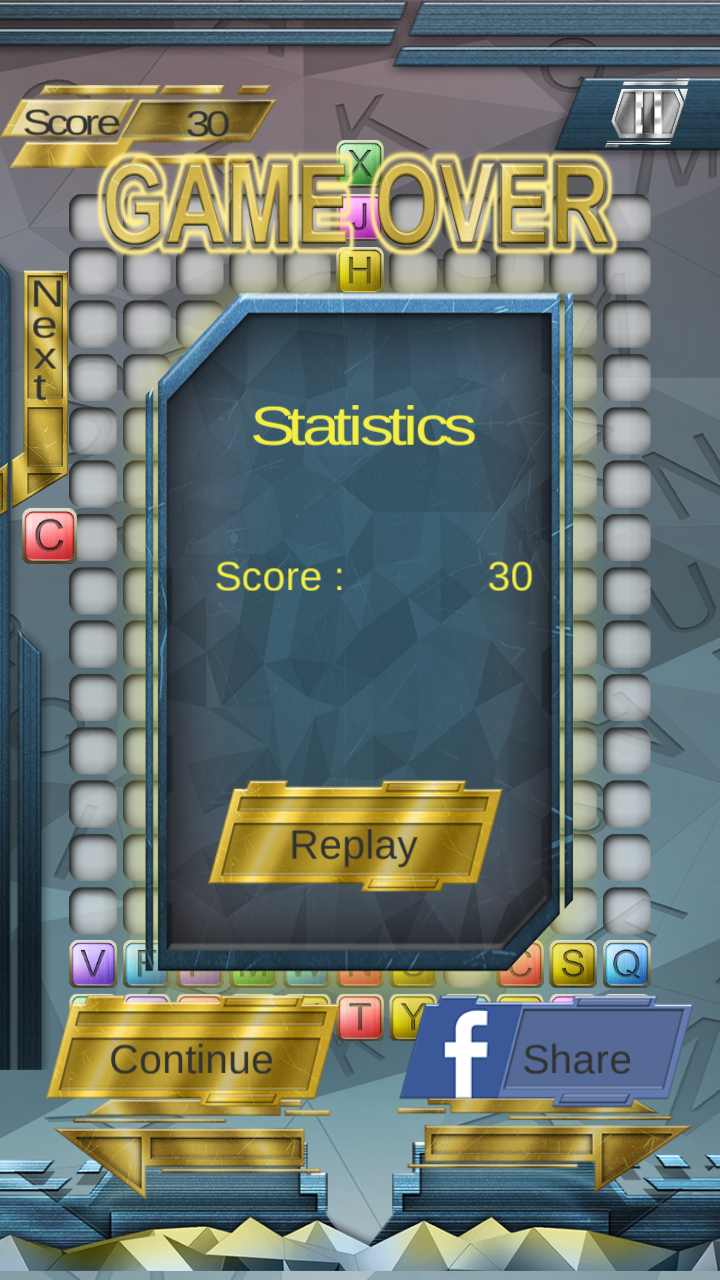 Score 30
X
GAME OVER
J
H
Next
Statistics
C
Score : 30
Replay
V C S Q
T Y
Continue
f Share